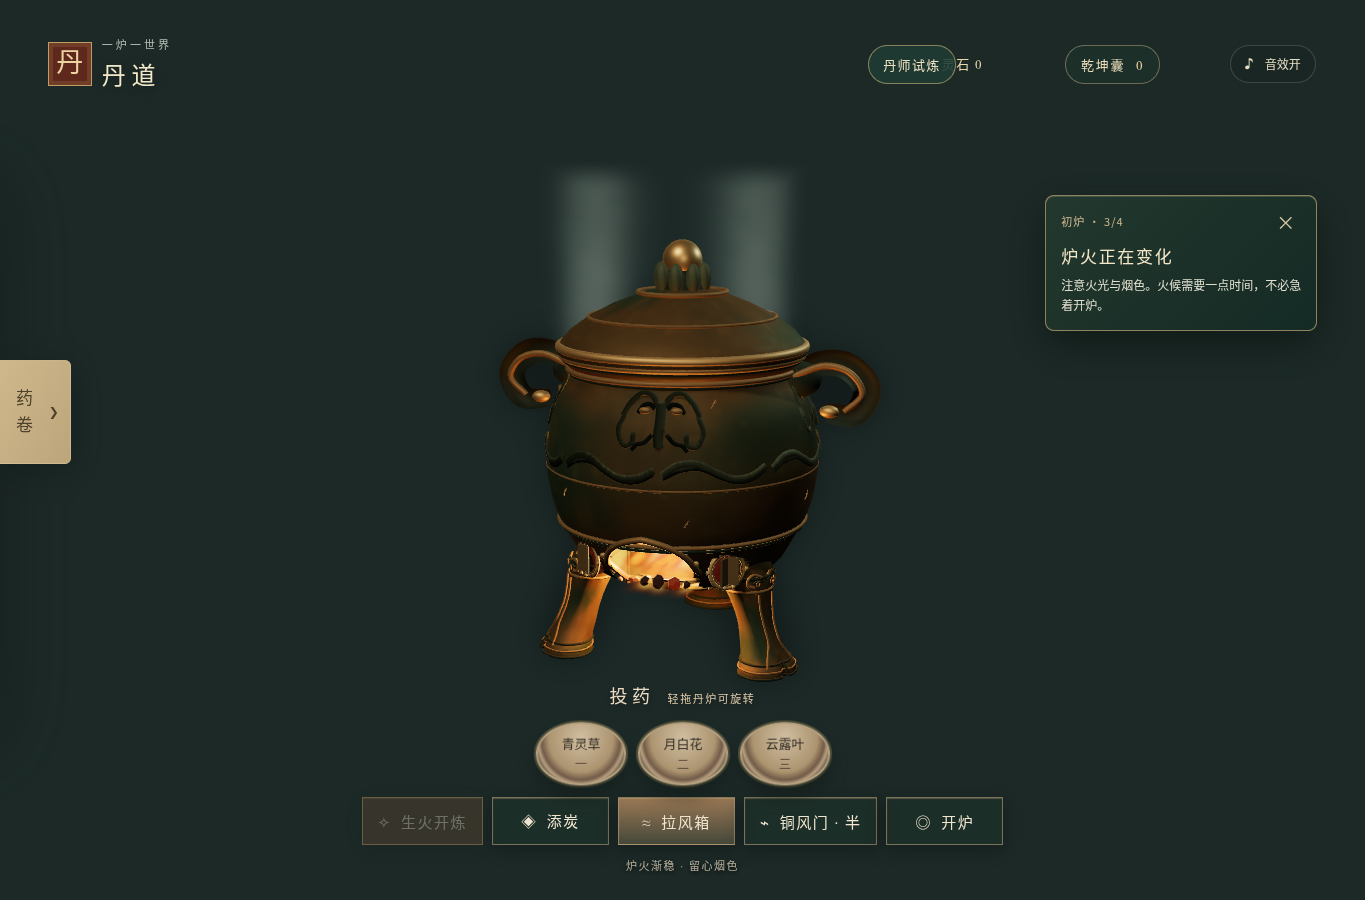 丹
一炉一世界
丹道
丹师试炼
灵石 0
乾坤囊 0
音效开
初炉 · 3/4
炉火正在变化
注意火光与烟色。火候需要一点时间，不必急
着开炉。
药
卷
投药
轻拖丹炉可旋转
青灵草
一
月白花
二
云露叶
三
生火开炼
添炭
拉风箱
铜风门 · 半
开炉
炉火渐稳 · 留心烟色